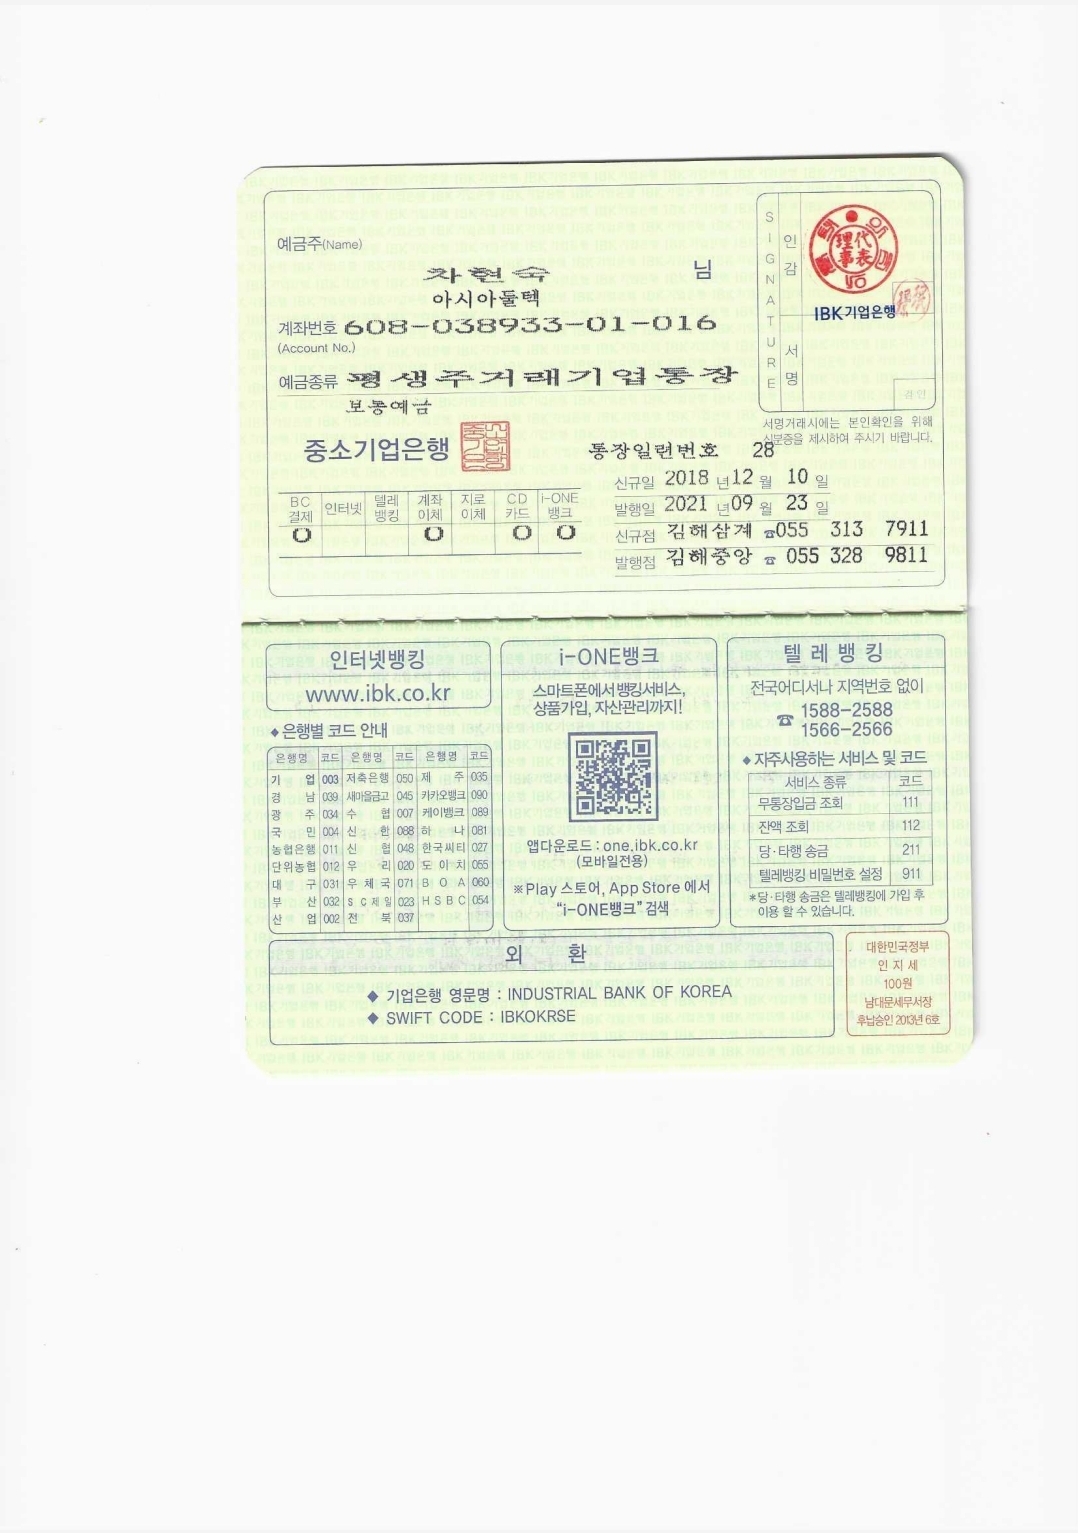 예금주(Name)
차현숙 님
아시아툴텍
계좌번호 608-038933-01-016
(Account No.)
예금종류 평생주거래기업통장
보통예금
중소기업은행
통장일련번호 28
SIGNATURE
인감
代表理事
IBK기업은행
서명
검인
서명거래시에는 본인확인을 위해
신분증을 제시하여 주시기 바랍니다.
신규일 2018 년 12 월 10 일
발행일 2021 년 09 월 23 일
신규점 김해삼계 ☎055 313 7911
발행점 김해중앙 ☎ 055 328 9811
BC결제 인터넷 텔레뱅킹 계좌이체 지로이체 CD카드 i-ONE뱅크
O O O O
인터넷뱅킹
www.ibk.co.kr
◆은행별 코드 안내
은행명 코드 은행명 코드 은행명 코드
기업 003 저축은행 050 제주 035
경남 039 새마을금고 045 카카오뱅크 090
광주 034 수협 007 케이뱅크 089
국민 004 신한 088 하나 081
농협은행 011 신협 048 한국씨티 027
단위농협 012 우리 020 도이치 055
대구 031 우체국 071 BOA 060
부산 032 SC제일 023 HSBC 054
산업 002 전북 037
i-ONE뱅크
스마트폰에서 뱅킹서비스,
상품가입, 자산관리까지!
앱다운로드 : one.ibk.co.kr
(모바일전용)
※Play 스토어, App Store 에서
“i-ONE뱅크” 검색
텔레뱅킹
전국어디서나 지역번호 없이
☎ 1588-2588
1566-2566
◆자주사용하는 서비스 및 코드
서비스 종류 코드
무통장입금 조회 111
잔액 조회 112
당·타행 송금 211
텔레뱅킹 비밀번호 설정 911
*당·타행 송금은 텔레뱅킹에 가입 후
이용 할 수 있습니다.
외 환
◆ 기업은행 영문명 : INDUSTRIAL BANK OF KOREA
◆ SWIFT CODE : IBKOKRSE
대한민국정부
인지세
100원
남대문세무서장
후납승인 2013년 6호